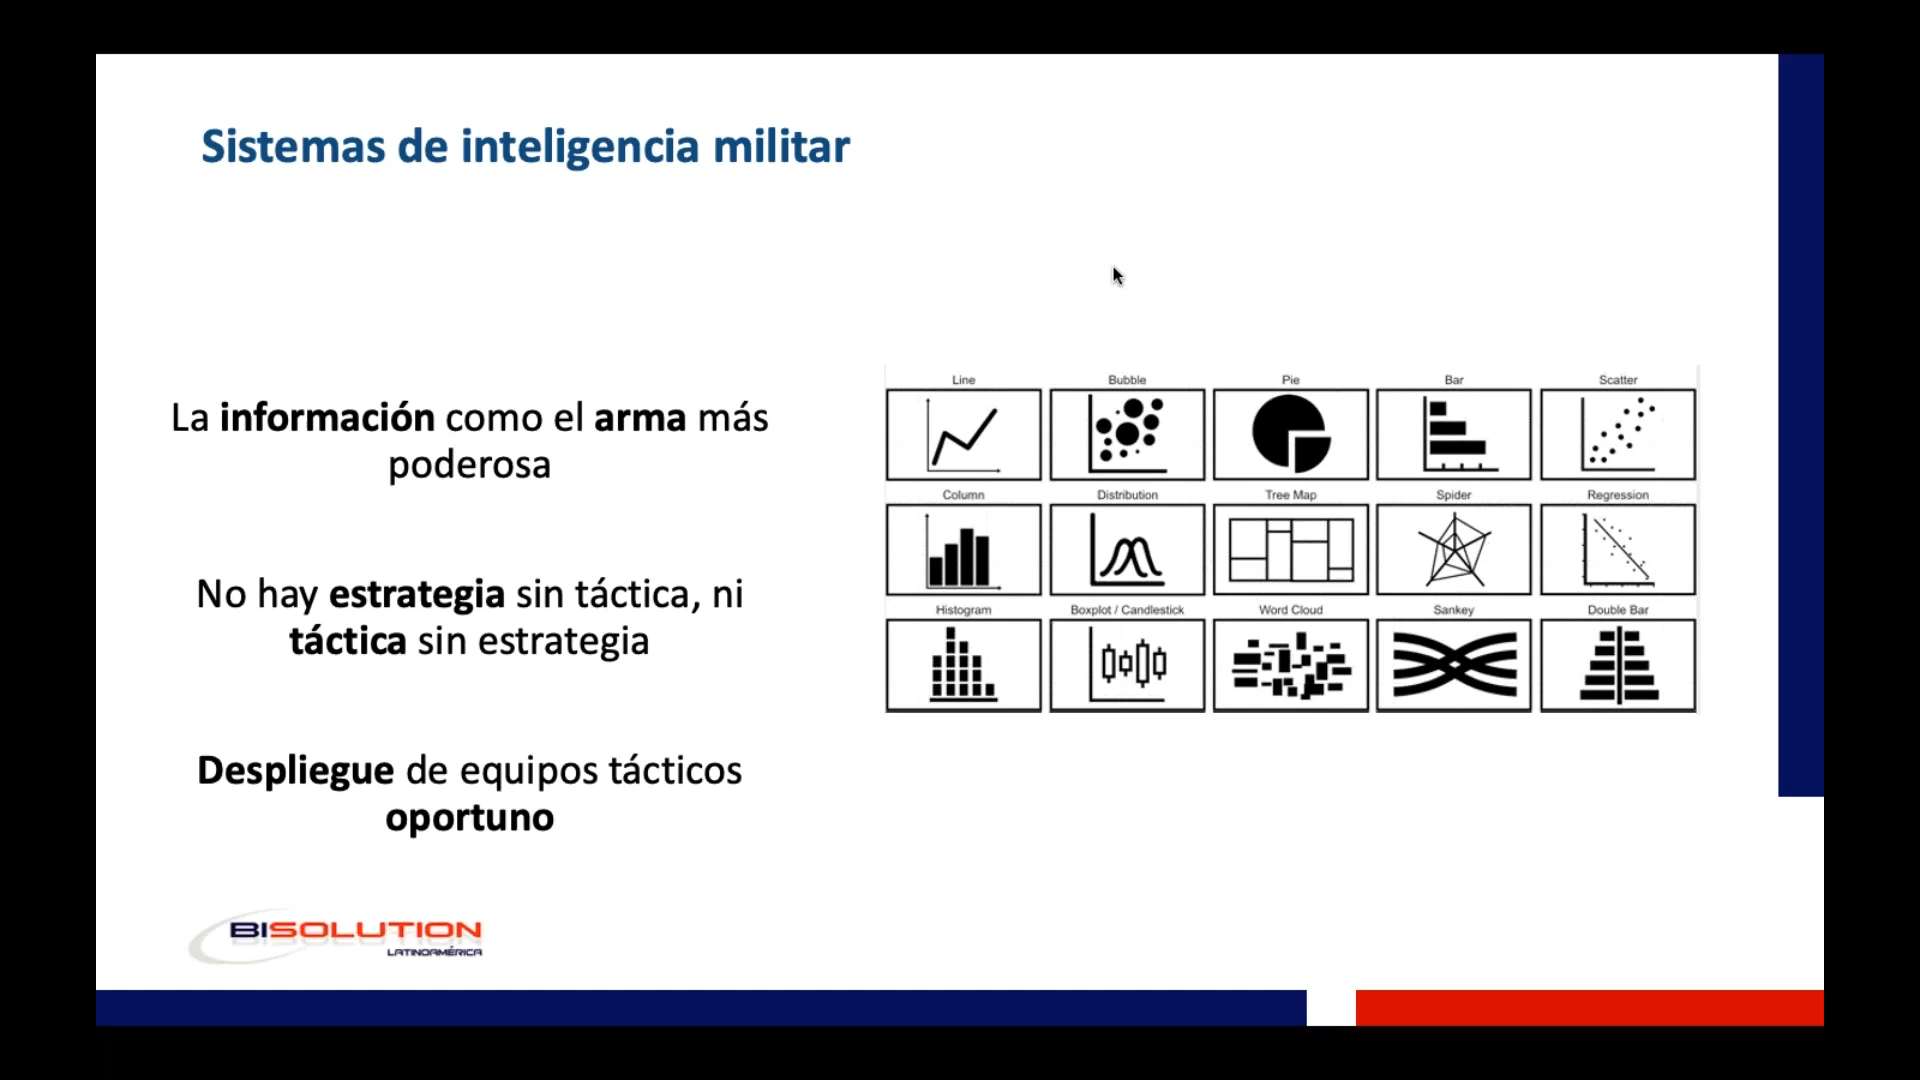 Sistemas de inteligencia militar
La información como el arma más
poderosa
No hay estrategia sin táctica, ni
táctica sin estrategia
Despliegue de equipos tácticos
oportuno
Line Bubble Pie Bar Scatter
Column Distribution Tree Map Spider Regression
Histogram Boxplot / Candlestick Word Cloud Sankey Double Bar
BISOLUTION
LATINOAMÉRICA